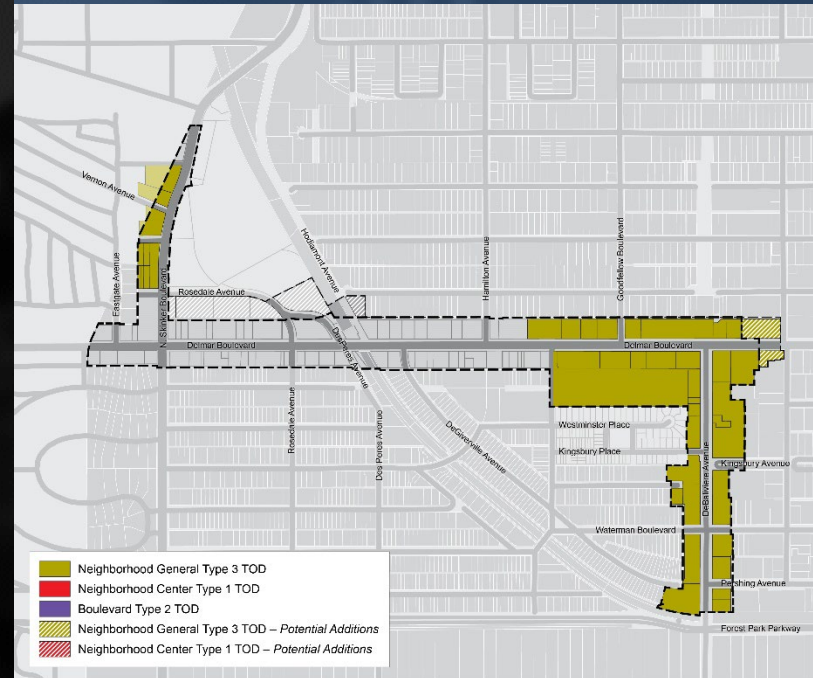 Vernon Avenue
Eastgate Avenue
N. Skinker Boulevard
Rosedale Avenue
Hodiamont Avenue
Hamilton Avenue
Goodfellow Boulevard
Delmar Boulevard
Delmar Boulevard
Rosedale Avenue
Des Peres Avenue
Des Peres Avenue
DeGiverville Avenue
Westminster Place
Kingsbury Place
DeBaliviere Avenue
Kingsbury Avenue
Waterman Boulevard
Pershing Avenue
Forest Park Parkway
Neighborhood General Type 3 TOD
Neighborhood Center Type 1 TOD
Boulevard Type 2 TOD
Neighborhood General Type 3 TOD – Potential Additions
Neighborhood Center Type 1 TOD – Potential Additions